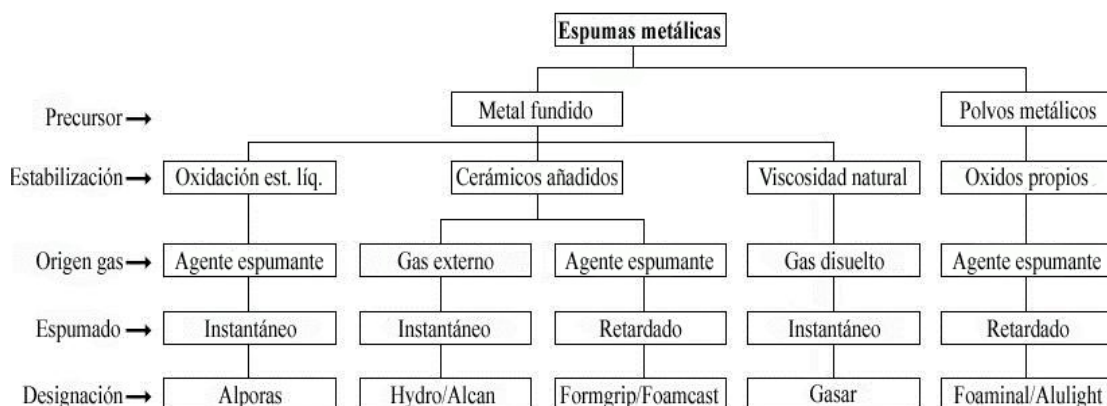 Espumas metálicas
Precursor → Metal fundido Polvos metálicos
Estabilización → Oxidación est. líq. Cerámicos añadidos Viscosidad natural Oxidos propios
Origen gas → Agente espumante Gas externo Agente espumante Gas disuelto Agente espumante
Espumado → Instantáneo Instantáneo Retardado Instantáneo Retardado
Designación → Alporas Hydro/Alcan Formgrip/Foamcast Gasar Foaminal/Alulight